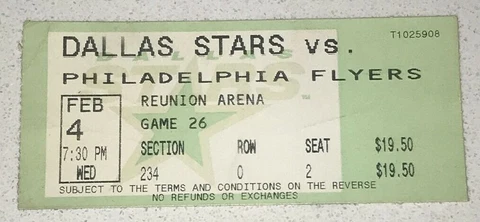 T1025908
DALLAS STARS vs.
PHILADELPHIA FLYERS
FEB REUNION ARENA
4 GAME 26
7:30 PM SECTION ROW SEAT $19.50
WED 234 0 2 $19.50
SUBJECT TO THE TERMS AND CONDITIONS ON THE REVERSE
NO REFUNDS OR EXCHANGES
DALLAS
STARS